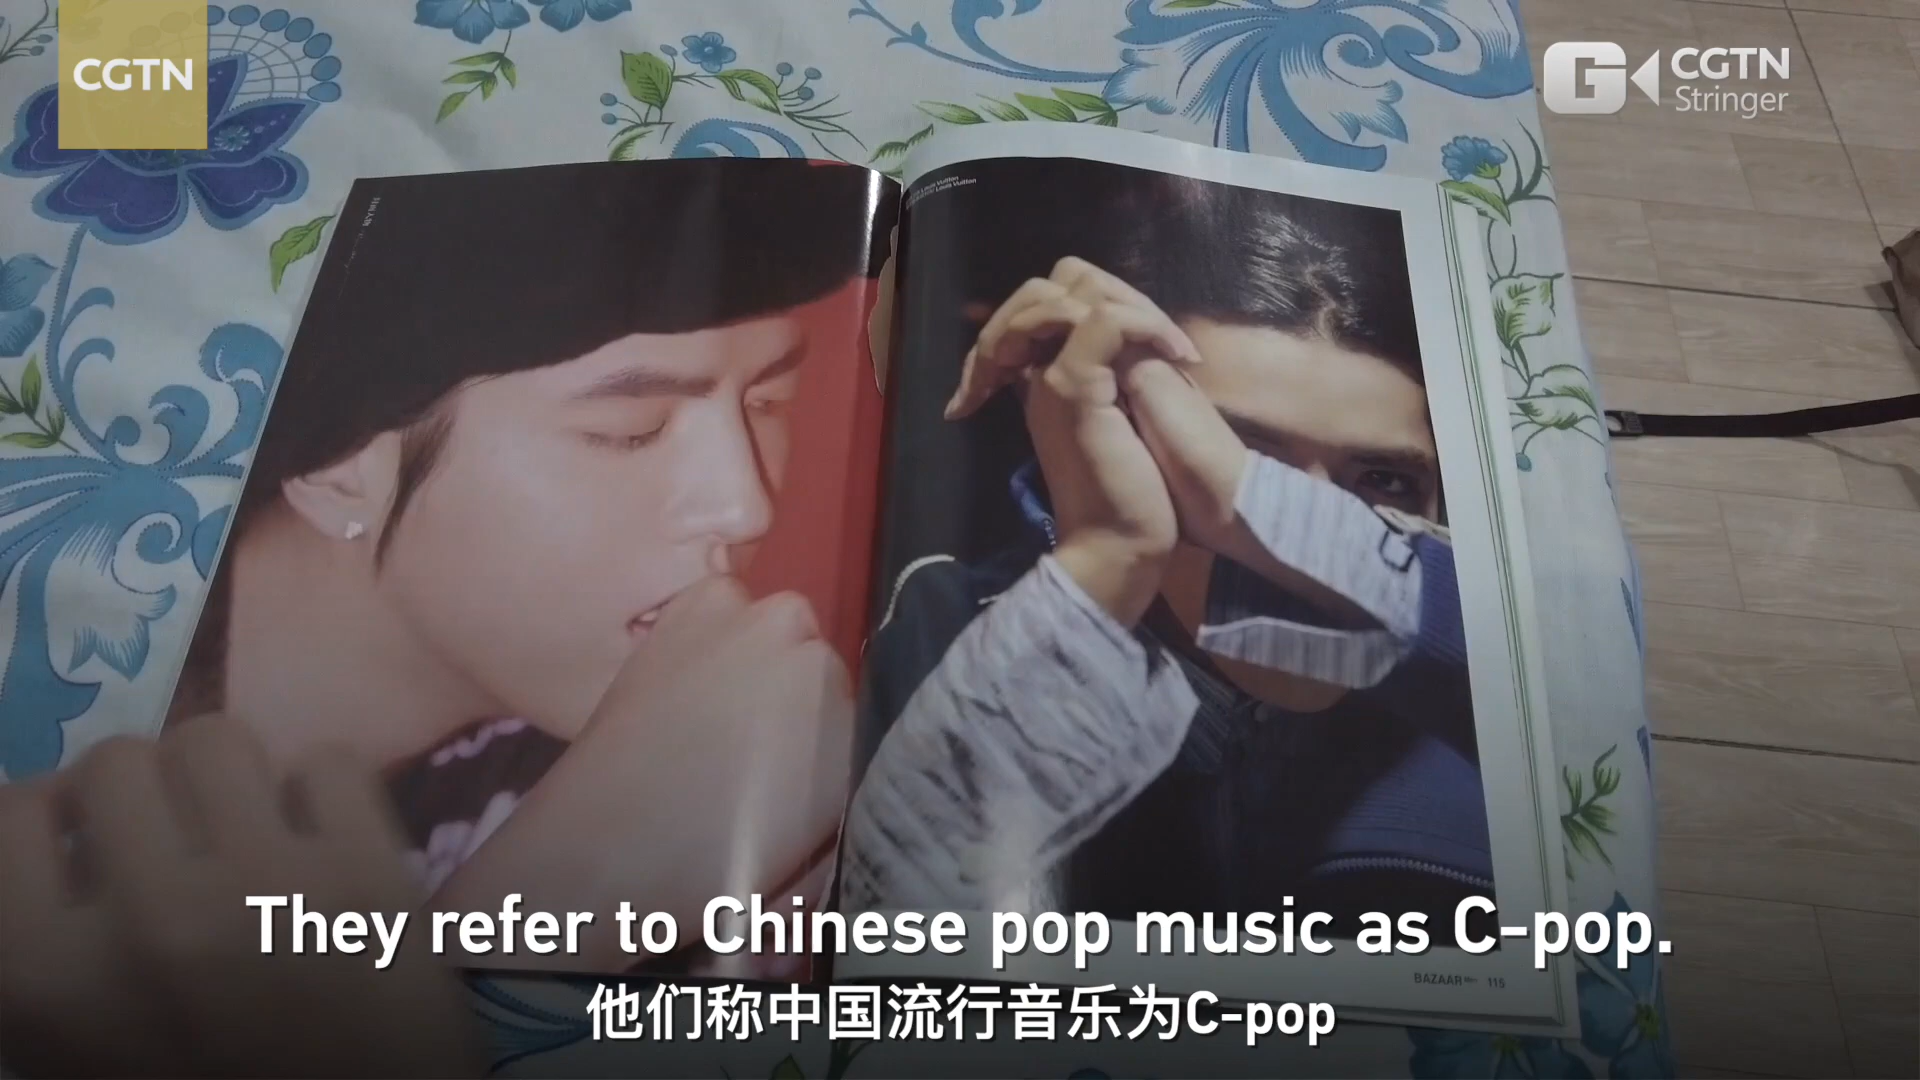 CGTN
CGTN
Stringer
Louis Vuitton
Louis Vuitton
They refer to Chinese pop music as C-pop.
BAZAAR
115
他们称中国流行音乐为C-pop